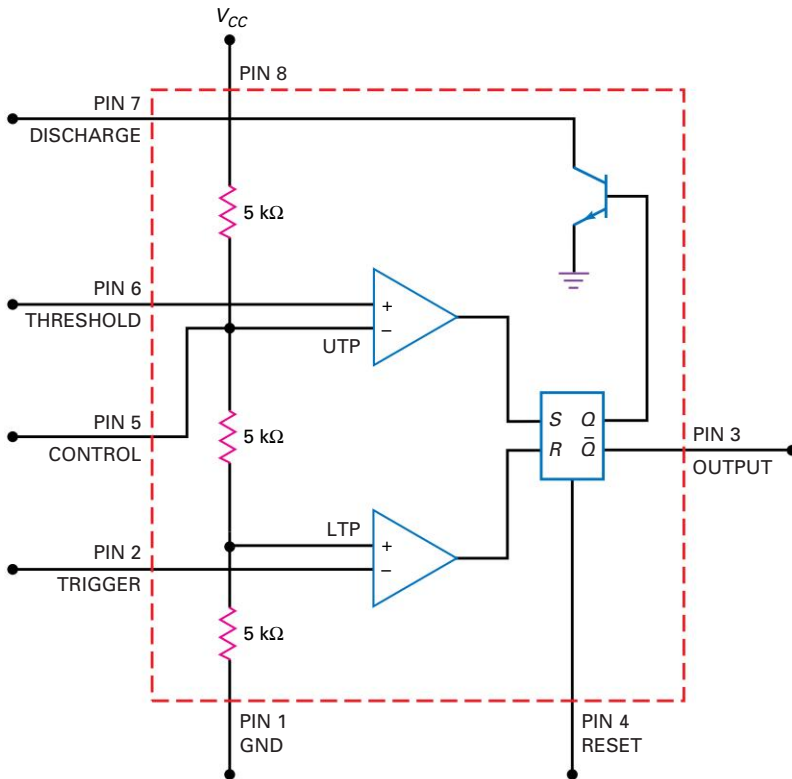 V_CC
PIN 8
PIN 7
DISCHARGE
5 kΩ
PIN 6
THRESHOLD
+
−
UTP
PIN 5
CONTROL
5 kΩ
S Q
R Q̅
PIN 3
OUTPUT
LTP
+
−
PIN 2
TRIGGER
5 kΩ
PIN 1
GND
PIN 4
RESET